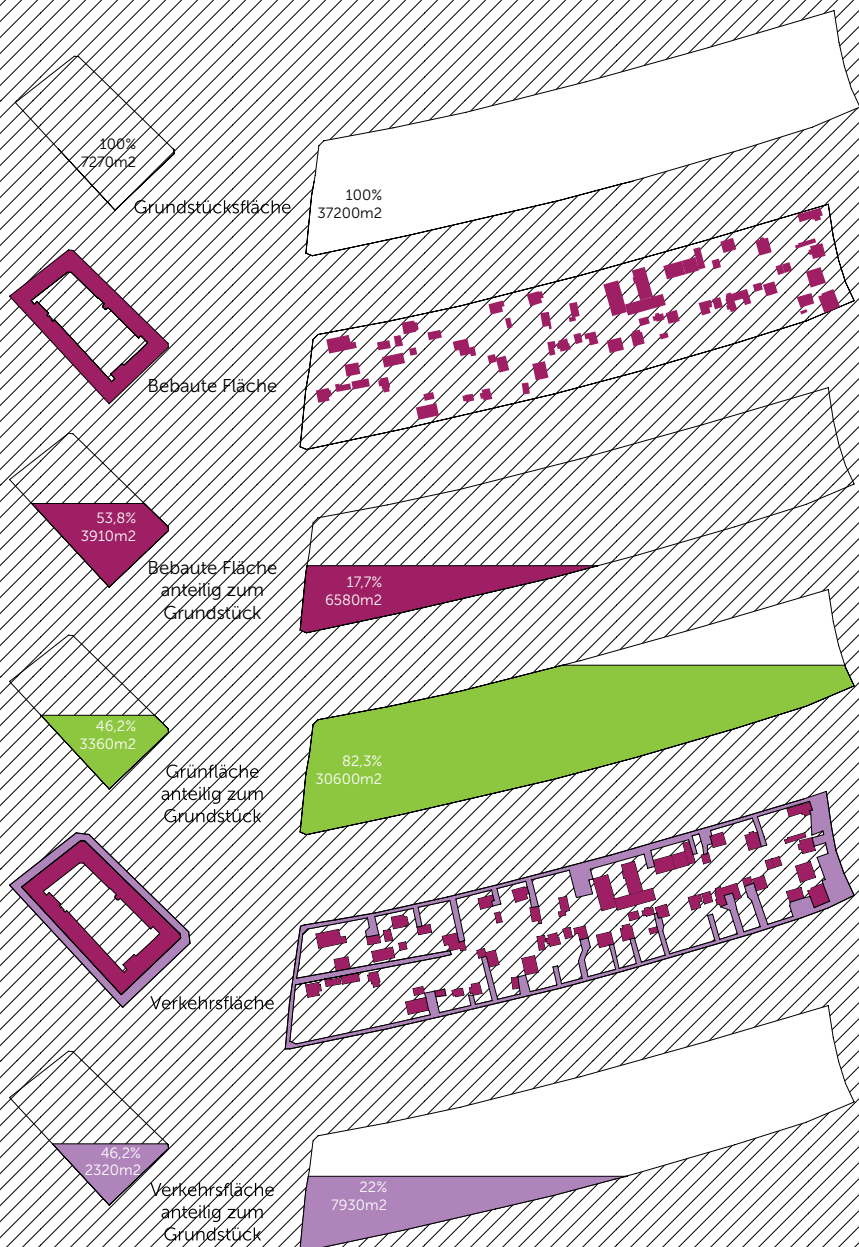 100%
7270m2
Grundstücksfläche
100%
37200m2
Bebaute Fläche
53,8%
3910m2
Bebaute Fläche
anteilig zum
Grundstück
17,7%
6580m2
46,2%
3360m2
Grünfläche
anteilig zum
Grundstück
82,3%
30600m2
Verkehrsfläche
46,2%
2320m2
Verkehrsfläche
anteilig zum
Grundstück
22%
7930m2